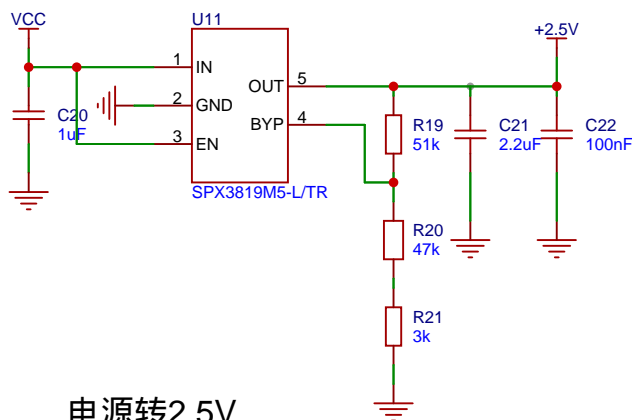 VCC
U11
+2.5V
1
IN
OUT
5
C20
1uF
2
GND
BYP
4
R19
51k
C21
2.2uF
C22
100nF
3
EN
SPX3819M5-L/TR
R20
47k
R21
3k
电源转2.5V